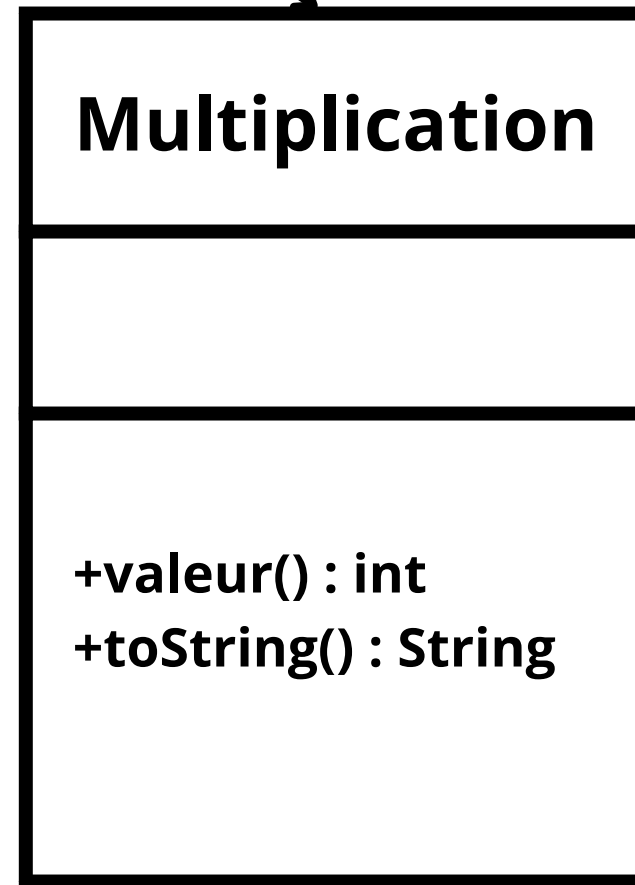 Multiplication
+valeur() : int
+toString() : String